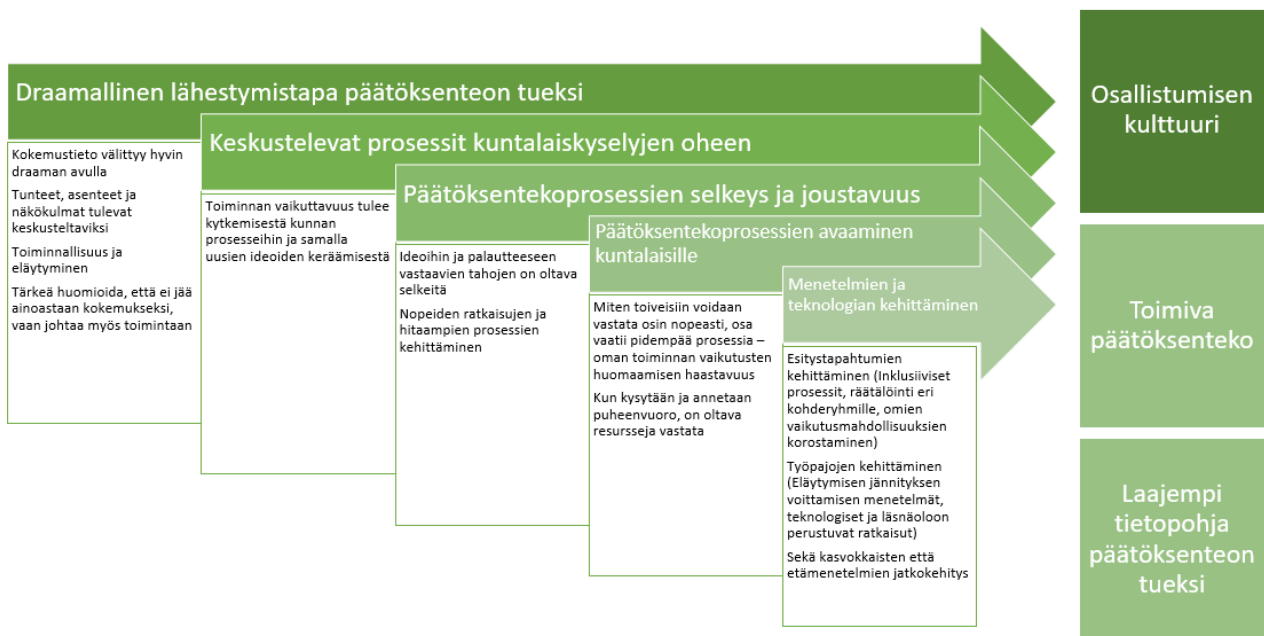 Draamallinen lähestymistapa päätöksenteon tueksi
Kokemustieto välittyy hyvin
draaman avulla
Tunteet, asenteet ja
näkökulmat tulevat
keskusteltaviksi
Toiminnallisuus ja
eläytyminen
Tärkeä huomioida, että ei jää
ainoastaan kokemukseksi,
vaan johtaa myös toimintaan
Keskustelevat prosessit kuntalaiskyselyjen oheen
Toiminnan vaikuttavuus tulee
kytkemisestä kunnan
prosesseihin ja samalla
uusien ideoiden keräämisestä
Päätöksentekoprosessien selkeys ja joustavuus
Ideoihin ja palautteeseen
vastaavien tahojen on oltava
selkeitä
Nopeiden ratkaisujen ja
hitaampien prosessien
kehittäminen
Päätöksentekoprosessien avaaminen
kuntalaisille
Miten toiveisiin voidaan
vastata osin nopeasti, osa
vaatii pidempää prosessia –
oman toiminnan vaikutusten
huomaamisen haastavuus
Kun kysytään ja annetaan
puheenvuoro, on oltava
resursseja vastata
Menetelmien ja
teknologian kehittäminen
Esitystapahtumien
kehittäminen (Inklusiiviset
prosessit, räätälöinti eri
kohderyhmille, omien
vaikutusmahdollisuuksien
korostaminen)
Työpajojen kehittäminen
(Eläytymisen jännityksen
voittamisen menetelmät,
teknologiset ja läsnäoloon
perustuvat ratkaisut)
Sekä kasvokkaisten että
etämenetelmien jatkokehitys
Osallistumisen
kulttuuri
Toimiva
päätöksenteko
Laajempi
tietopohja
päätöksenteon
tueksi